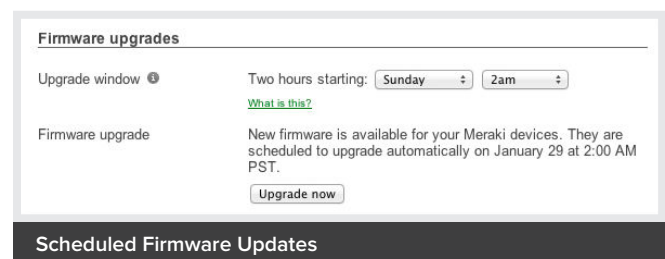 Firmware upgrades
Upgrade window
Two hours starting: Sunday 2am
What is this?
Firmware upgrade
New firmware is available for your Meraki devices. They are
scheduled to upgrade automatically on January 29 at 2:00 AM
PST.
Upgrade now
Scheduled Firmware Updates